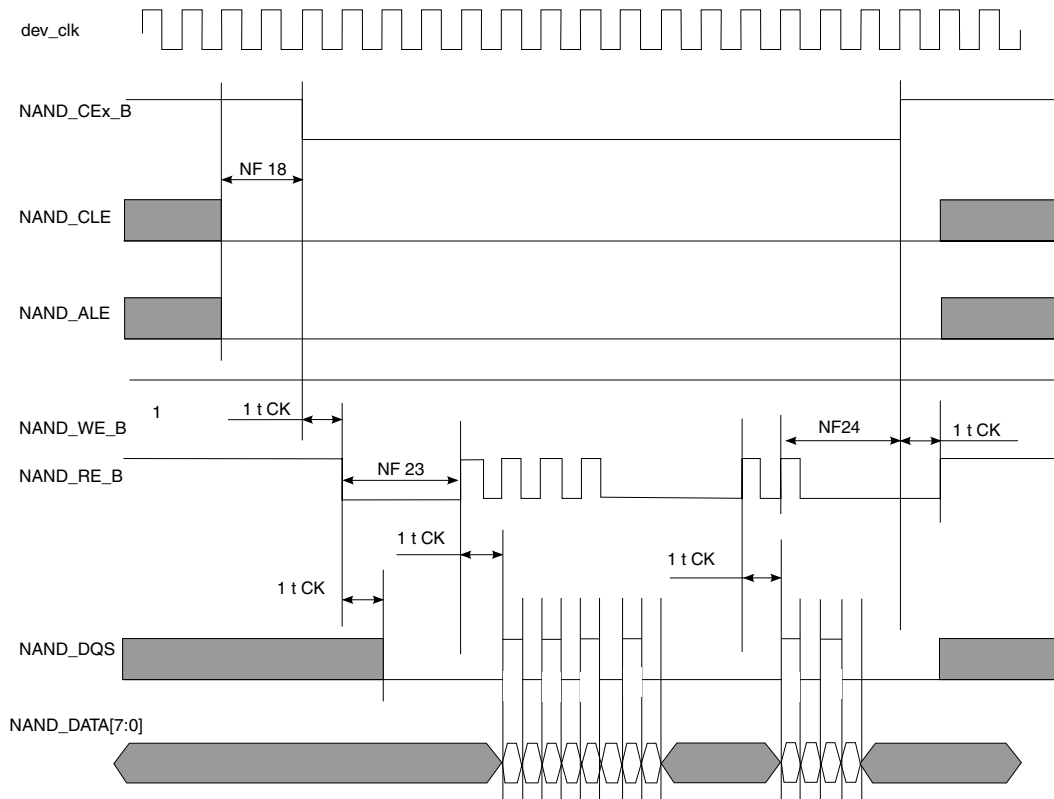 dev_clk
NAND_CEx_B
NF 18
NAND_CLE
NAND_ALE
1
1 t CK
NAND_WE_B
NF24
1 t CK
NAND_RE_B
NF 23
1 t CK
1 t CK
1 t CK
NAND_DQS
NAND_DATA[7:0]